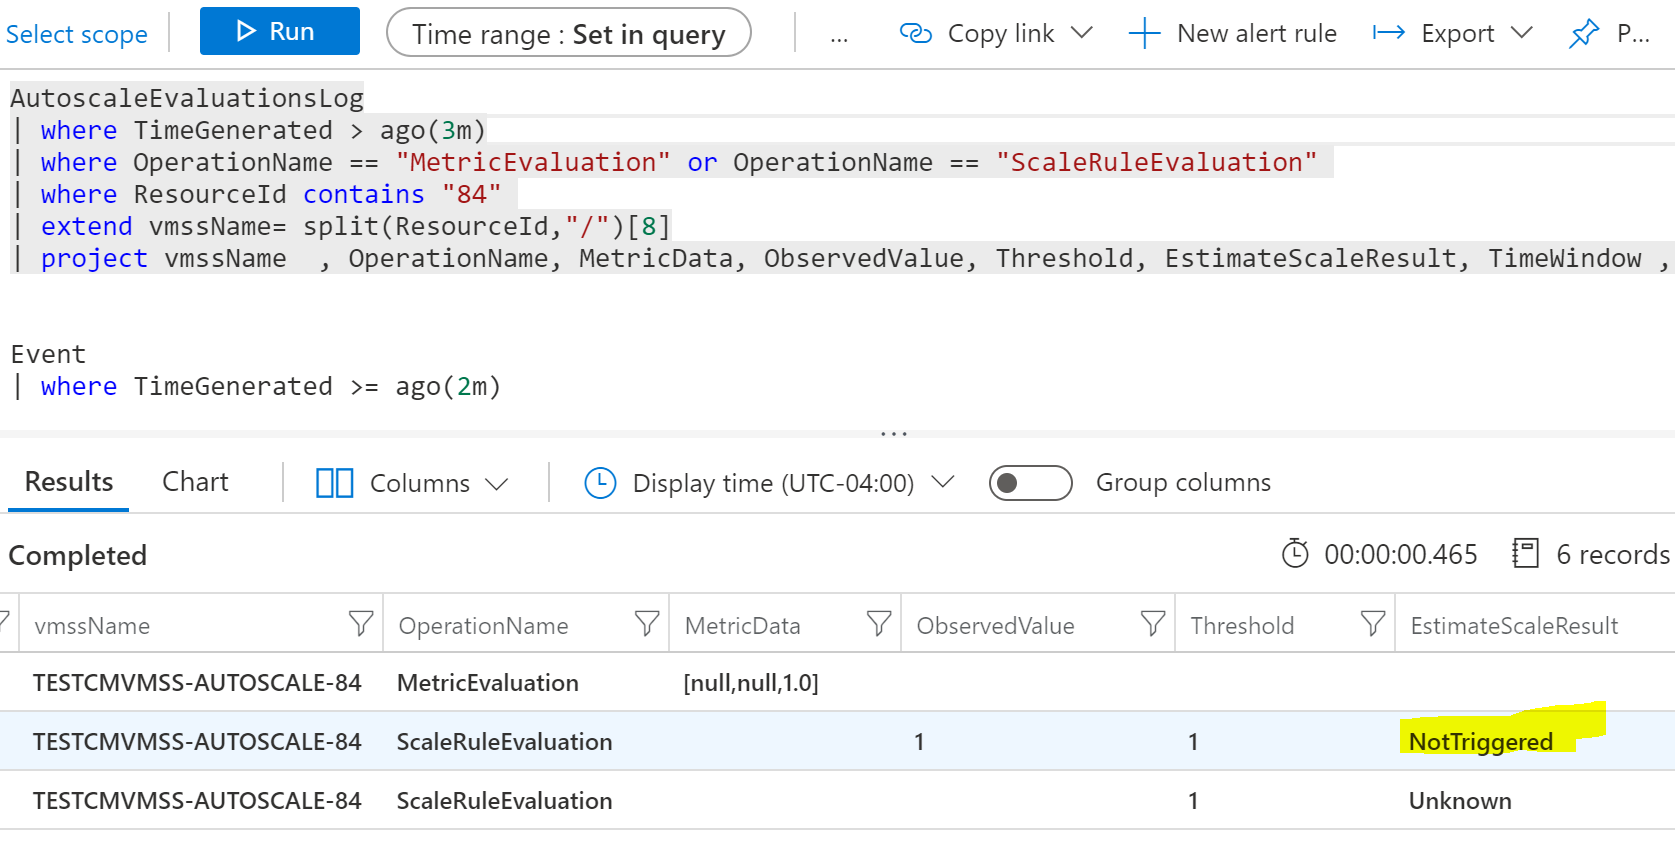 Select scope
Run
Time range : Set in query
...
Copy link
New alert rule
Export
P...
AutoscaleEvaluationsLog
| where TimeGenerated > ago(3m)
| where OperationName == "MetricEvaluation" or OperationName == "ScaleRuleEvaluation"
| where ResourceId contains "84"
| extend vmssName= split(ResourceId,"/")[8]
| project vmssName  , OperationName, MetricData, ObservedValue, Threshold, EstimateScaleResult, TimeWindow ,
Event
| where TimeGenerated >= ago(2m)
...
Results
Chart
Columns
Display time (UTC-04:00)
Group columns
Completed
00:00:00.465
6 records
vmssName OperationName MetricData ObservedValue Threshold EstimateScaleResult
TESTCMVMSS-AUTOSCALE-84 MetricEvaluation [null,null,1.0]
TESTCMVMSS-AUTOSCALE-84 ScaleRuleEvaluation 1 1 NotTriggered
TESTCMVMSS-AUTOSCALE-84 ScaleRuleEvaluation 1 Unknown